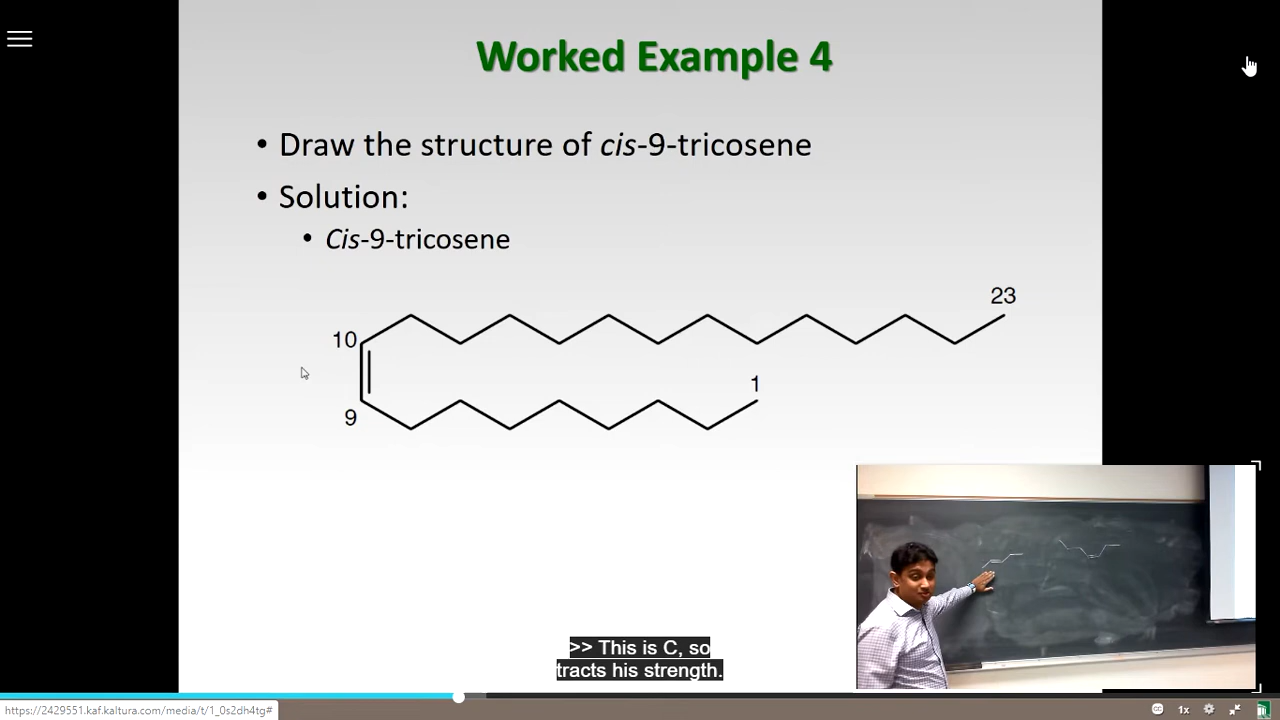 Worked Example 4
• Draw the structure of cis-9-tricosene
• Solution:
• Cis-9-tricosene
23
10
1
9
>> This is C, so
tracts his strength.
https://2429551.kaf.kaltura.com/media/t/1_0s2dh4tg#
CC
1x